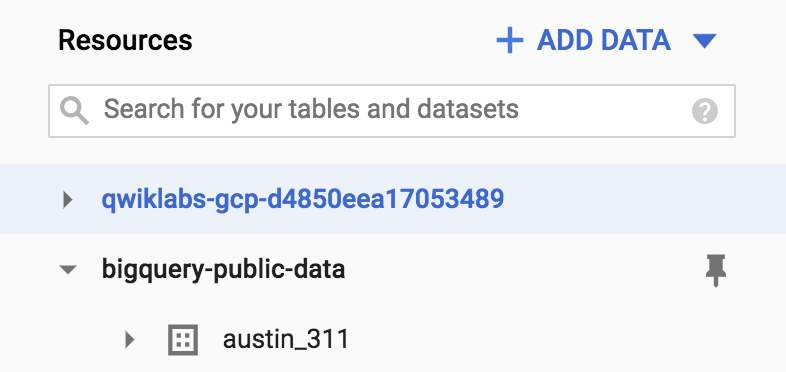 Resources + ADD DATA
Search for your tables and datasets ?
qwiklabs-gcp-d4850eea17053489
bigquery-public-data
austin_311